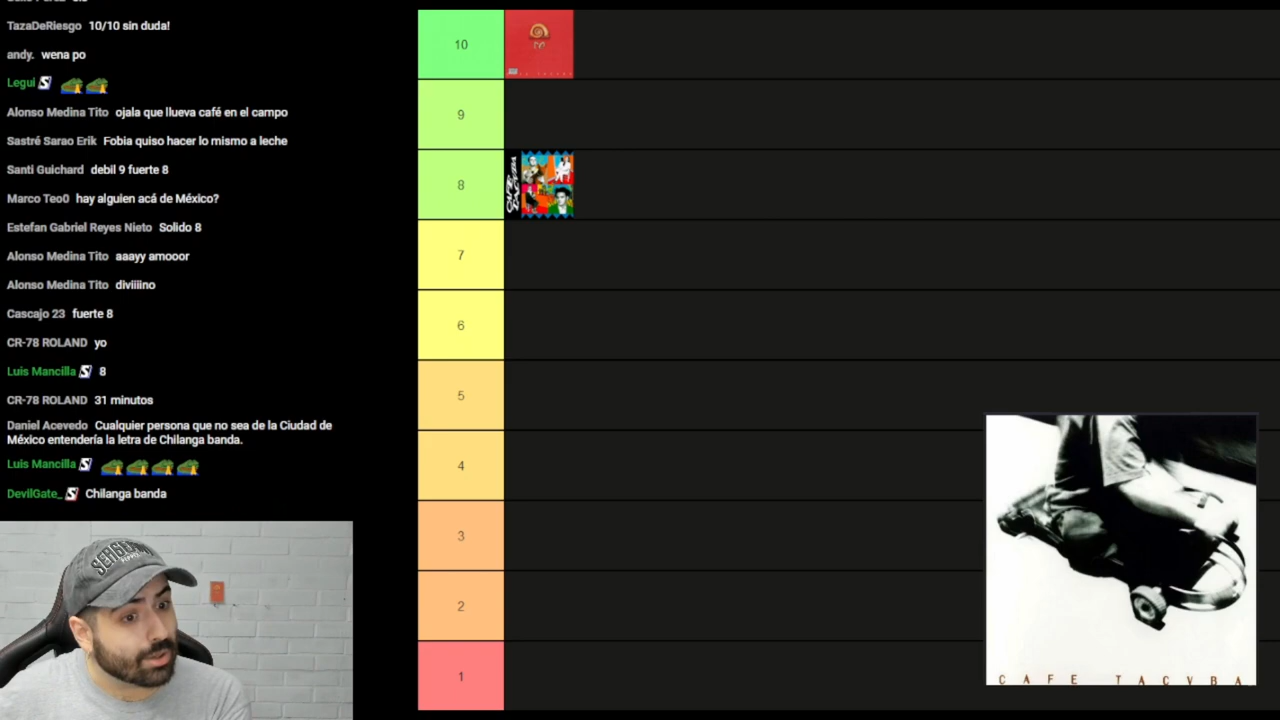 TazaDeRiesgo 10/10 sin duda!
andy. wena po
Legul
Alonso Medina Tito ojala que llueva café en el campo
Sastré Sarao Erik Fobia quiso hacer lo mismo a leche
Santi Guichard debil 9 fuerte 8
Marco Teo0 hay alguien acá de México?
Estefan Gabriel Reyes Nieto Solido 8
Alonso Medina Tito aaayy amooor
Alonso Medina Tito diviiiino
Cascajo 23 fuerte 8
CR-78 ROLAND yo
Luis Mancilla 8
CR-78 ROLAND 31 minutos
Daniel Acevedo Cualquier persona que no sea de la Ciudad de
México entendería la letra de Chilanga banda.
Luis Mancilla
DevilGate_ Chilanga banda
10
9
8
7
6
5
4
3
2
1
CAFE TACVBA
CAFE TACVBA